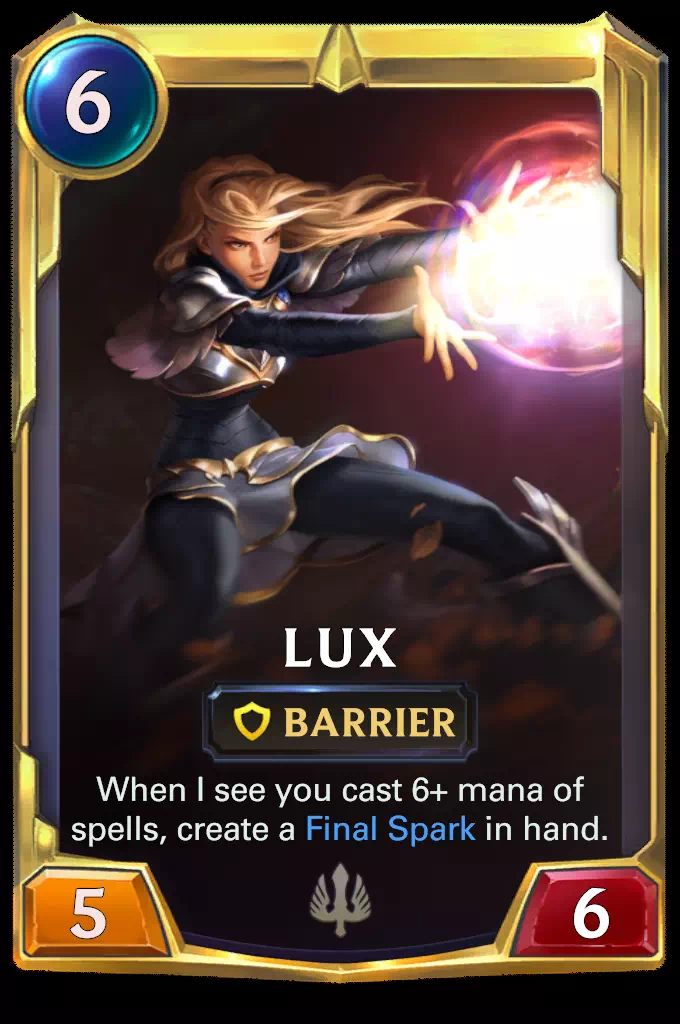 6
LUX
BARRIER
When I see you cast 6+ mana of
spells, create a Final Spark in hand.
5
6